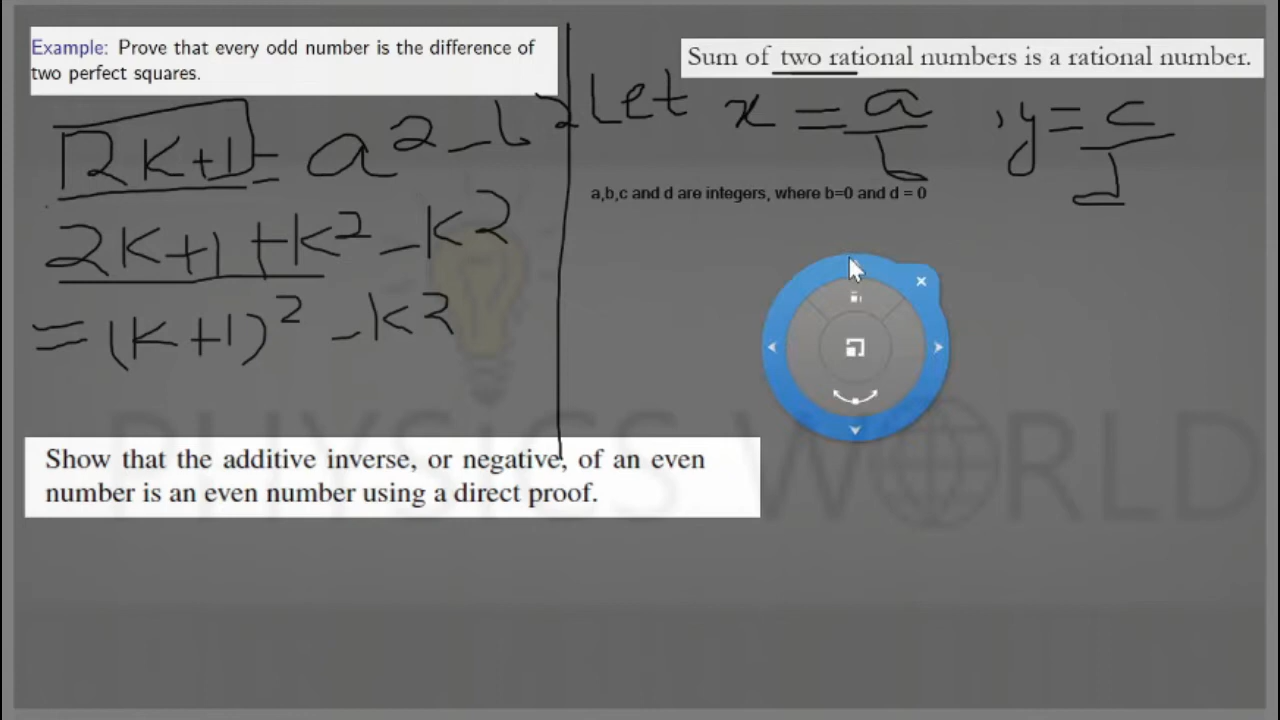 Example: Prove that every odd number is the difference of
two perfect squares.
2K+1 = a² - b²
2K+1 + K² - K²
= (K+1)² - K²
Sum of two rational numbers is a rational number.
Let x = a/b , y = c/d
a,b,c and d are integers, where b=0 and d = 0
Show that the additive inverse, or negative, of an even
number is an even number using a direct proof.
PHYSICS WORLD